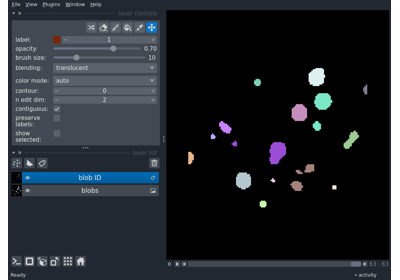 File View Plugins Window Help
layer controls
label: 1
opacity: 0.70
brush size: 10
blending: translucent
color mode: auto
contour: 0
n edit dim: 2
contiguous:
preserve
labels:
show
selected:
layer list
blob ID
blobs
0 63 63
Ready
activity